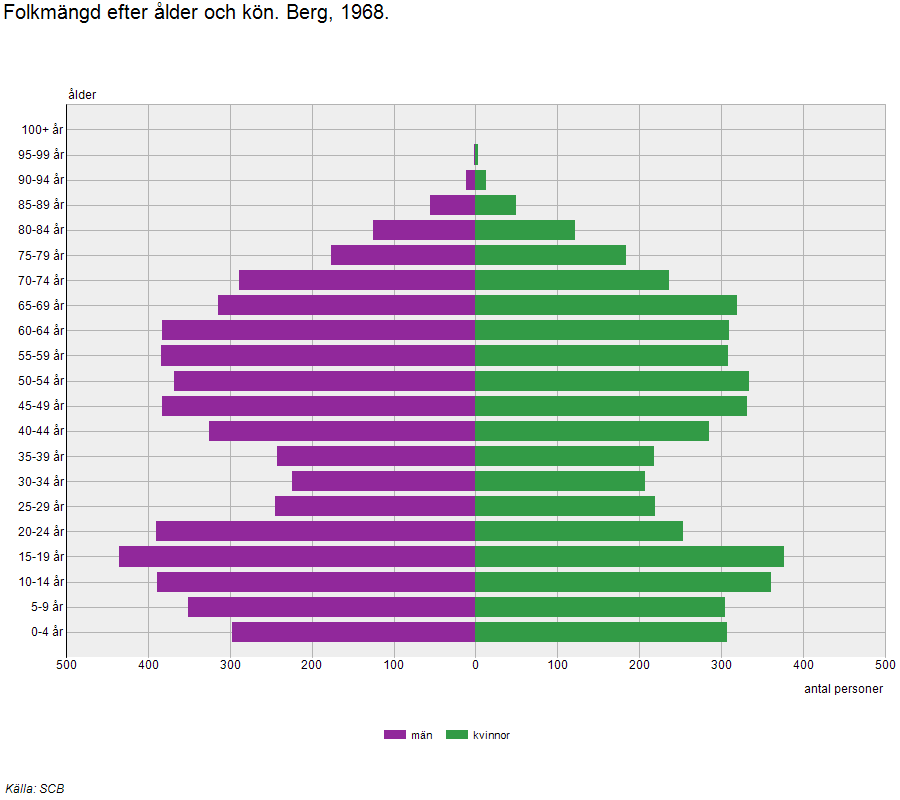 Folkmängd efter ålder och kön. Berg, 1968.
ålder
100+ år
95-99 år
90-94 år
85-89 år
80-84 år
75-79 år
70-74 år
65-69 år
60-64 år
55-59 år
50-54 år
45-49 år
40-44 år
35-39 år
30-34 år
25-29 år
20-24 år
15-19 år
10-14 år
5-9 år
0-4 år
500 400 300 200 100 0 100 200 300 400 500
antal personer
män kvinnor
Källa: SCB